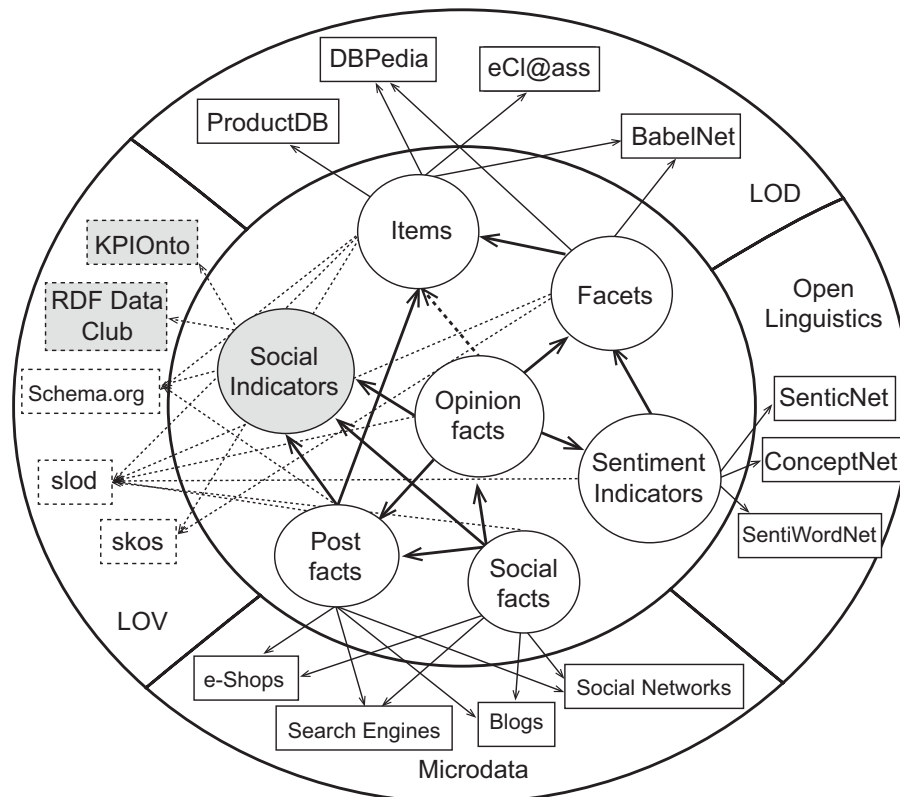 DBPedia
eCl@ass
ProductDB
BabelNet
LOD
Items
KPIOnto
RDF Data
Club
Facets
Open
Linguistics
Social
Indicators
Schema.org
Opinion
facts
SenticNet
ConceptNet
Sentiment
Indicators
slod
skos
SentiWordNet
Post
facts
Social
facts
LOV
e-Shops
Social Networks
Search Engines
Blogs
Microdata